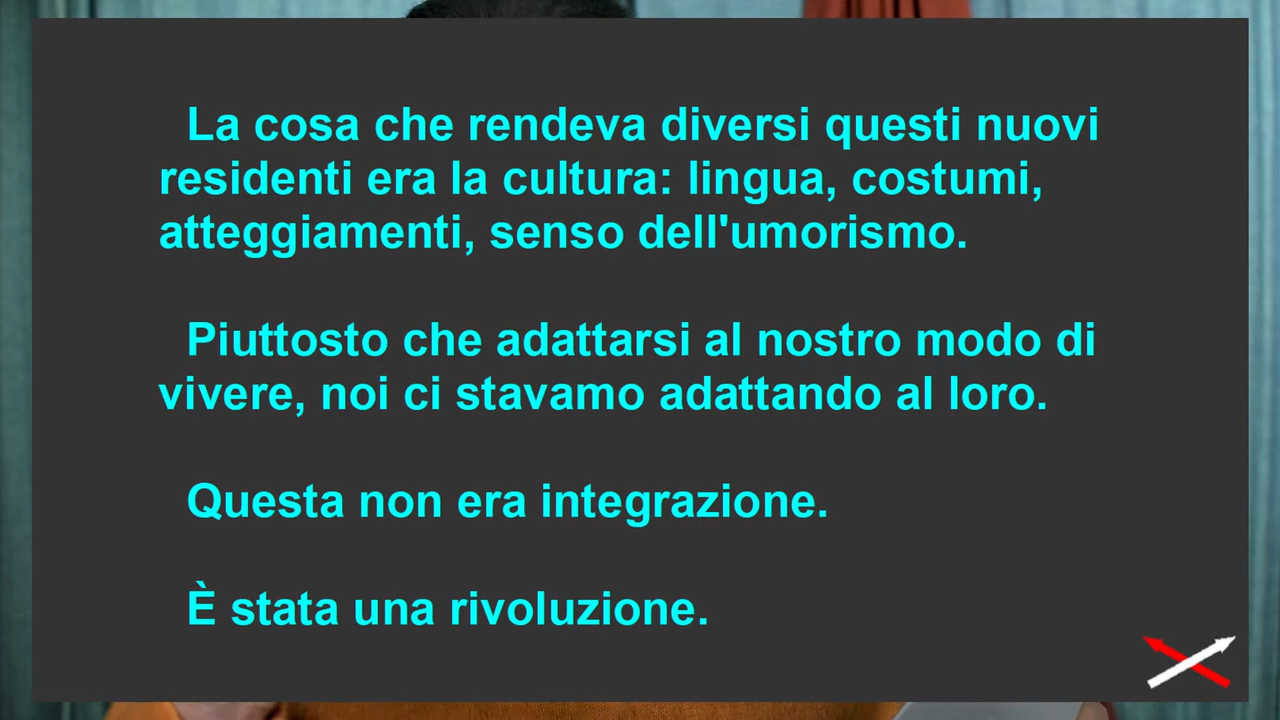 La cosa che rendeva diversi questi nuovi
residenti era la cultura: lingua, costumi,
atteggiamenti, senso dell'umorismo.
Piuttosto che adattarsi al nostro modo di
vivere, noi ci stavamo adattando al loro.
Questa non era integrazione.
È stata una rivoluzione.